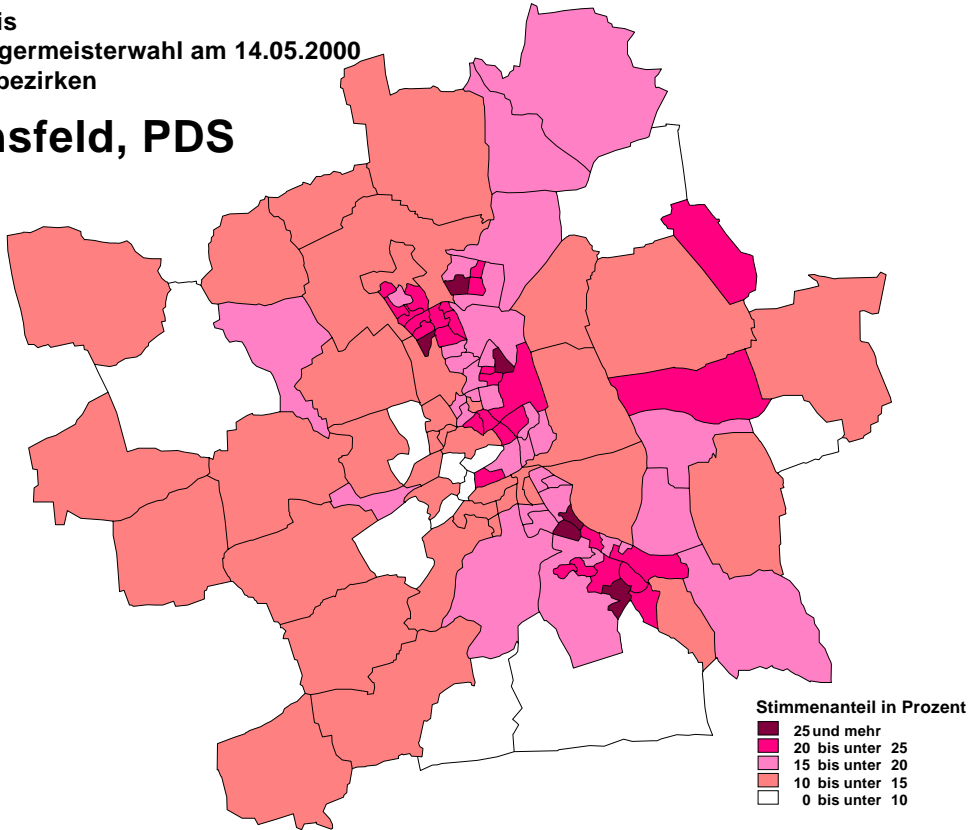 is
germeisterwahl am 14.05.2000
bezirken
nsfeld, PDS
Stimmenanteil in Prozent
25 und mehr
20 bis unter 25
15 bis unter 20
10 bis unter 15
0 bis unter 10